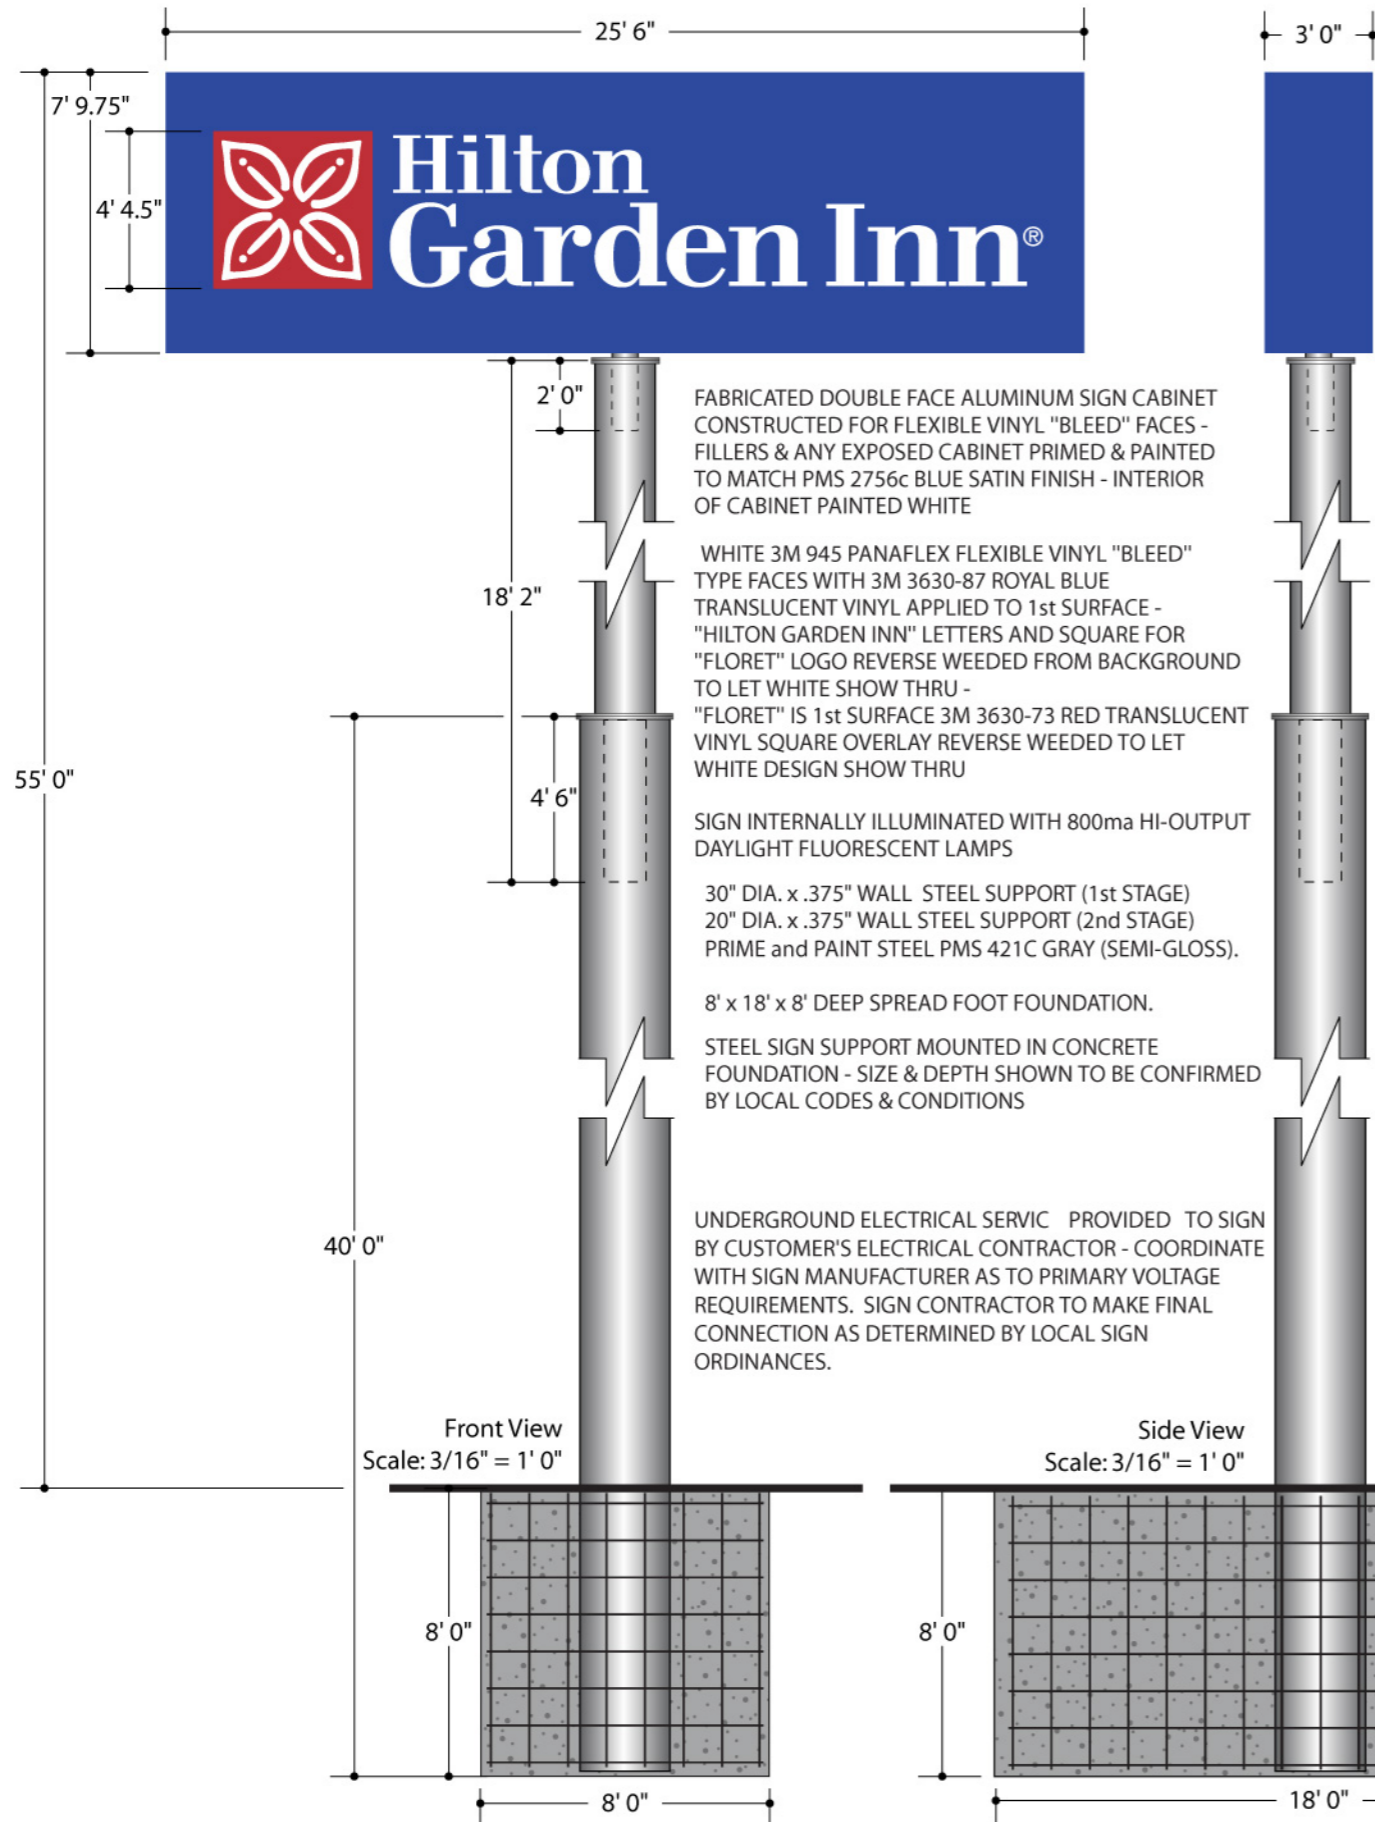 25' 6"
3' 0"
7' 9.75"
4' 4.5"
Hilton
Garden Inn®
2' 0"
FABRICATED DOUBLE FACE ALUMINUM SIGN CABINET
CONSTRUCTED FOR FLEXIBLE VINYL "BLEED" FACES -
FILLERS & ANY EXPOSED CABINET PRIMED & PAINTED
TO MATCH PMS 2756c BLUE SATIN FINISH - INTERIOR
OF CABINET PAINTED WHITE
WHITE 3M 945 PANAFLEX FLEXIBLE VINYL "BLEED"
TYPE FACES WITH 3M 3630-87 ROYAL BLUE
TRANSLUCENT VINYL APPLIED TO 1st SURFACE -
"HILTON GARDEN INN" LETTERS AND SQUARE FOR
"FLORET" LOGO REVERSE WEEDED FROM BACKGROUND
TO LET WHITE SHOW THRU -
"FLORET" IS 1st SURFACE 3M 3630-73 RED TRANSLUCENT
VINYL SQUARE OVERLAY REVERSE WEEDED TO LET
WHITE DESIGN SHOW THRU
18' 2"
55' 0"
4' 6"
SIGN INTERNALLY ILLUMINATED WITH 800ma HI-OUTPUT
DAYLIGHT FLUORESCENT LAMPS
30" DIA. x .375" WALL STEEL SUPPORT (1st STAGE)
20" DIA. x .375" WALL STEEL SUPPORT (2nd STAGE)
PRIME and PAINT STEEL PMS 421C GRAY (SEMI-GLOSS).
8' x 18' x 8' DEEP SPREAD FOOT FOUNDATION.
STEEL SIGN SUPPORT MOUNTED IN CONCRETE
FOUNDATION - SIZE & DEPTH SHOWN TO BE CONFIRMED
BY LOCAL CODES & CONDITIONS
40' 0"
UNDERGROUND ELECTRICAL SERVIC PROVIDED TO SIGN
BY CUSTOMER'S ELECTRICAL CONTRACTOR - COORDINATE
WITH SIGN MANUFACTURER AS TO PRIMARY VOLTAGE
REQUIREMENTS. SIGN CONTRACTOR TO MAKE FINAL
CONNECTION AS DETERMINED BY LOCAL SIGN
ORDINANCES.
Front View
Scale: 3/16" = 1' 0"
Side View
Scale: 3/16" = 1' 0"
8' 0"
8' 0"
8' 0"
18' 0"